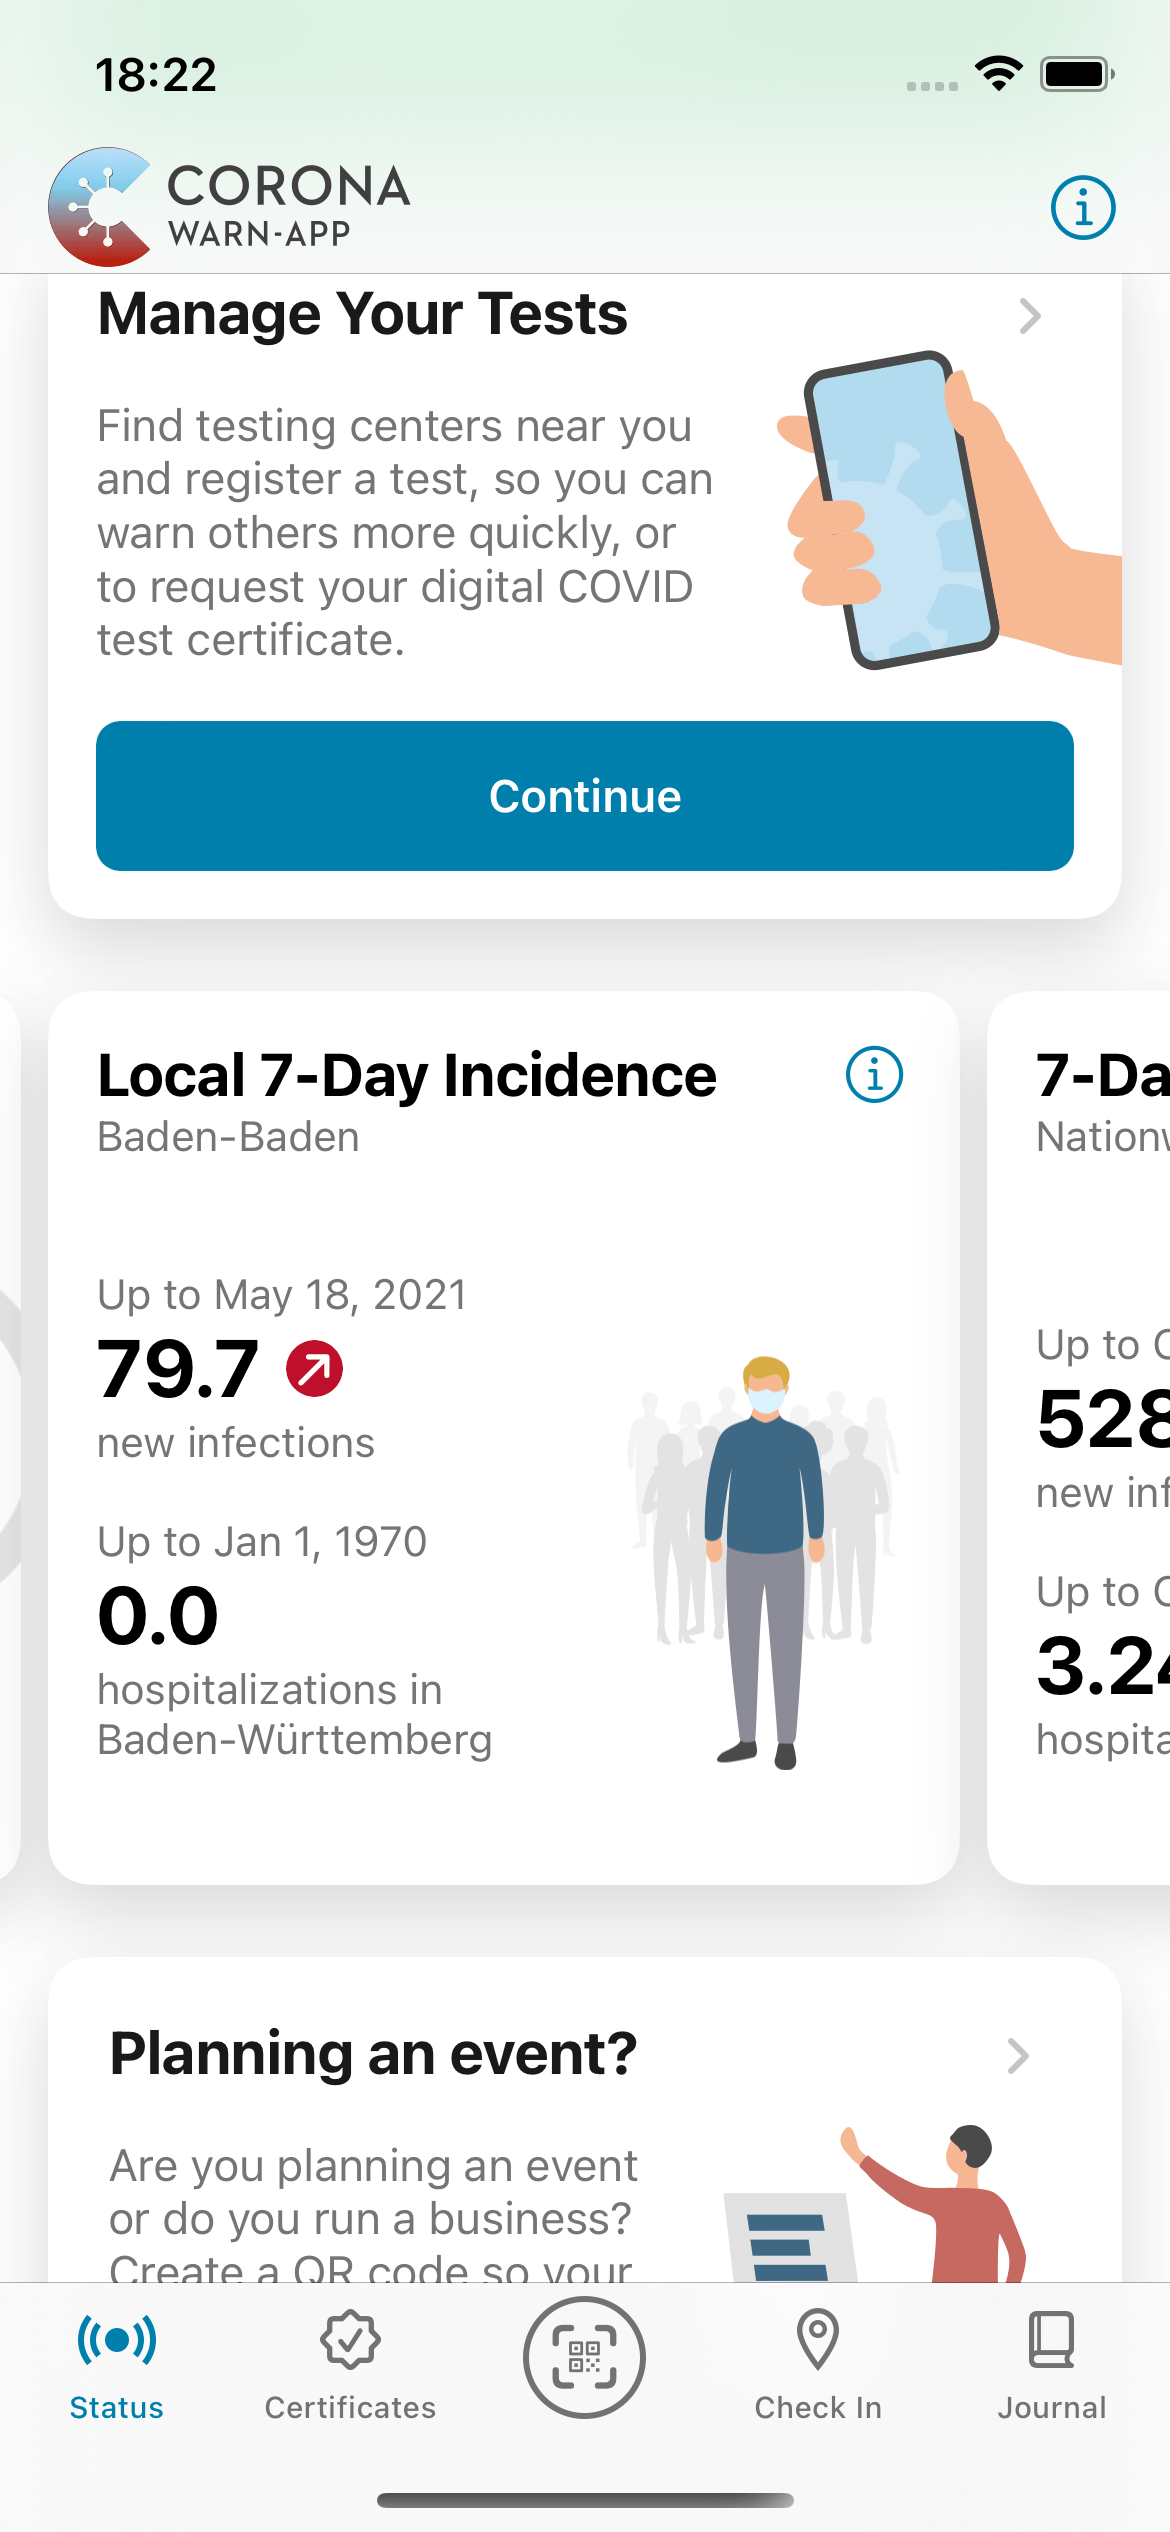 18:22
CORONA
WARN-APP
Manage Your Tests
Find testing centers near you
and register a test, so you can
warn others more quickly, or
to request your digital COVID
test certificate.
Continue
Local 7-Day Incidence
Baden-Baden
Up to May 18, 2021
79.7
new infections
Up to Jan 1, 1970
0.0
hospitalizations in
Baden-Württemberg
7-Da
Nation
Up to
528
new inf
Up to
3.24
hospita
Planning an event?
Are you planning an event
or do you run a business?
Create a QR code so your
Status
Certificates
Check In
Journal